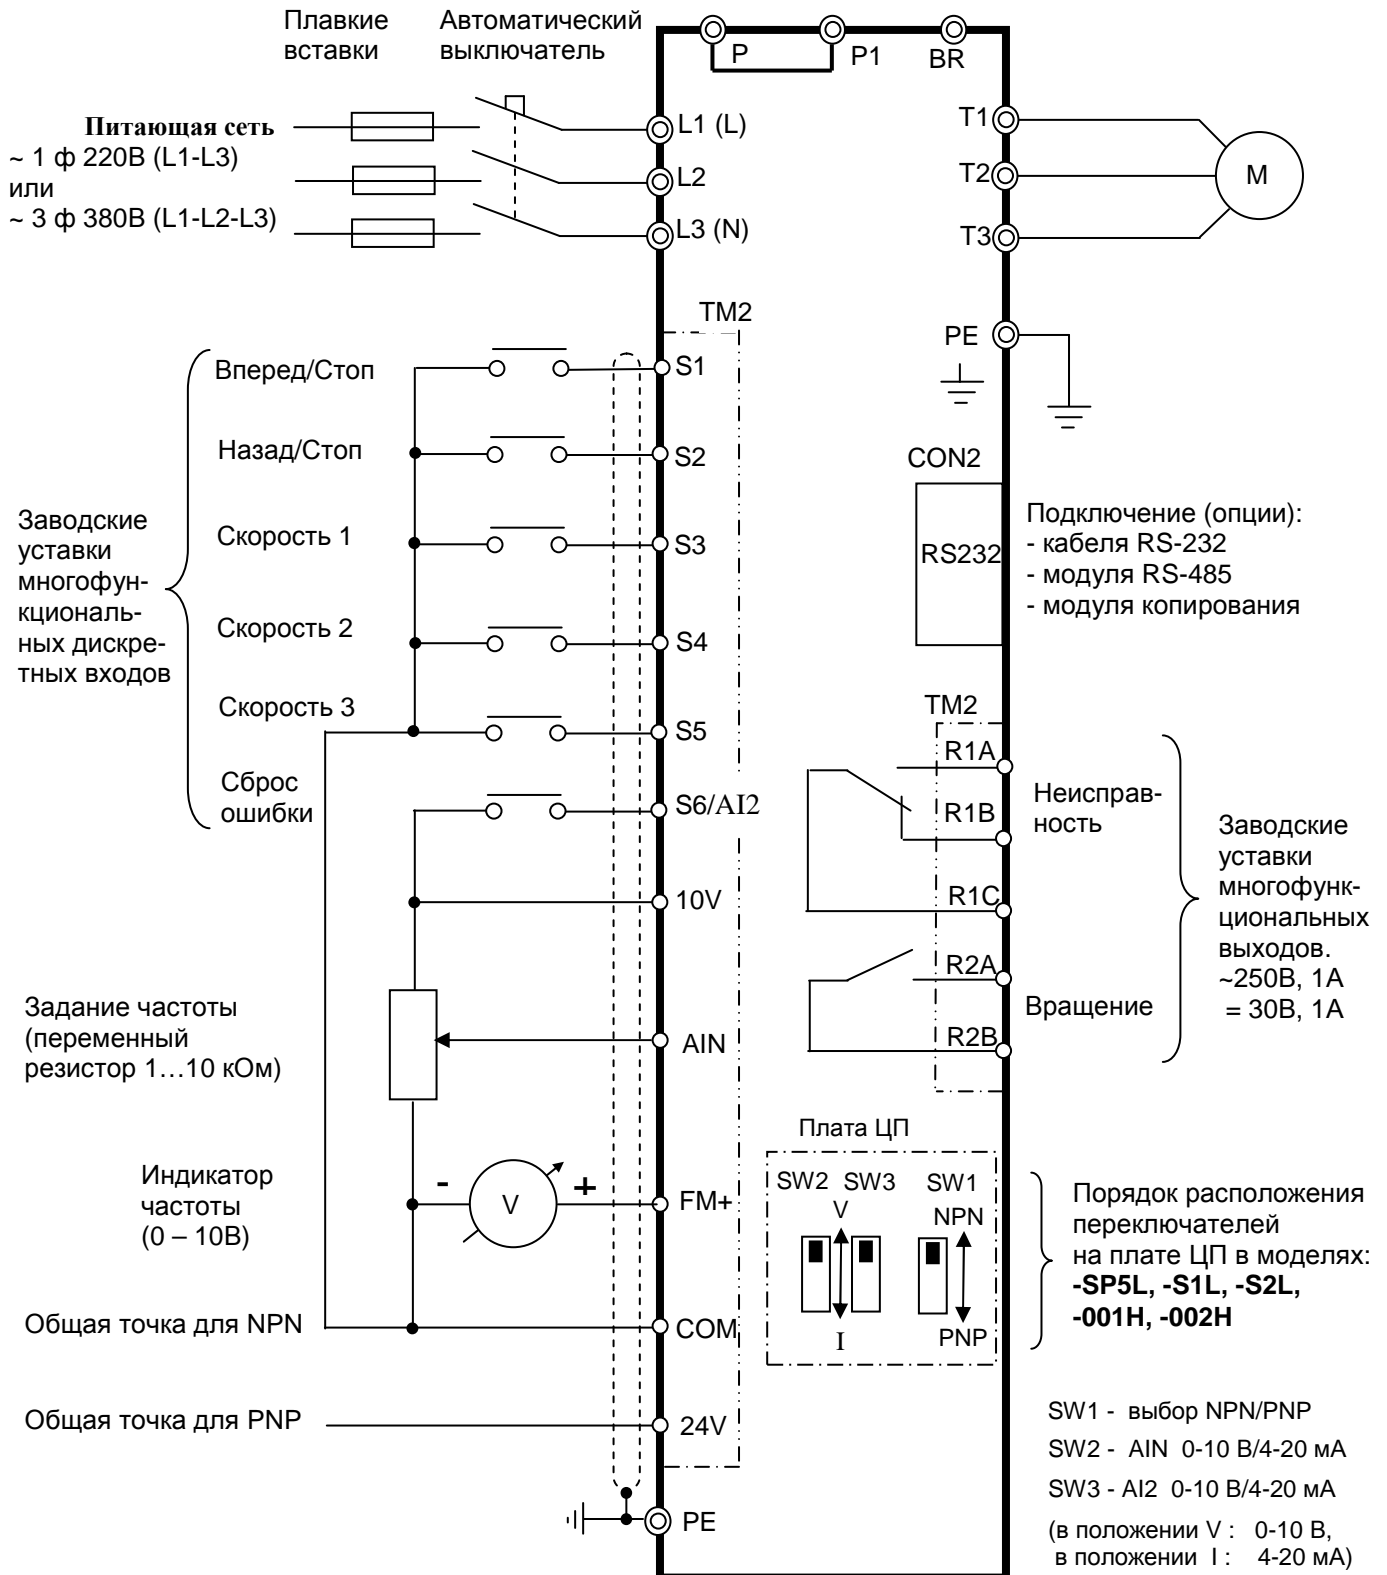 Плавкие
вставки
Автоматический
выключатель
P
P1
BR
Питающая сеть
~ 1 ф 220В (L1-L3)
или
~ 3 ф 380В (L1-L2-L3)
L1 (L)
L2
L3 (N)
T1
T2
T3
M
TM2
PE
Вперед/Стоп
S1
Назад/Стоп
S2
Скорость 1
S3
Скорость 2
S4
Скорость 3
S5
Сброс
ошибки
S6/AI2
Заводские
уставки
многофун-
кциональ-
ных дискре-
тных входов
CON2
RS232
Подключение (опции):
- кабеля RS-232
- модуля RS-485
- модуля копирования
TM2
R1A
R1B
R1C
R2A
R2B
Неисправ-
ность
Вращение
Заводские
уставки
многофунк-
циональных
выходов.
~250В, 1А
= 30В, 1А
10V
Задание частоты
(переменный
резистор 1…10 кОм)
AIN
Индикатор
частоты
(0 – 10В)
-
V
+
FM+
Плата ЦП
SW2
SW3
SW1
V
NPN
I
PNP
Порядок расположения
переключателей
на плате ЦП в моделях:
-SP5L, -S1L, -S2L,
-001H, -002H
Общая точка для NPN
COM
Общая точка для PNP
24V
PE
SW1 - выбор NPN/PNP
SW2 - AIN 0-10 В/4-20 мА
SW3 - AI2 0-10 В/4-20 мА
(в положении V : 0-10 В,
в положении I : 4-20 мА)